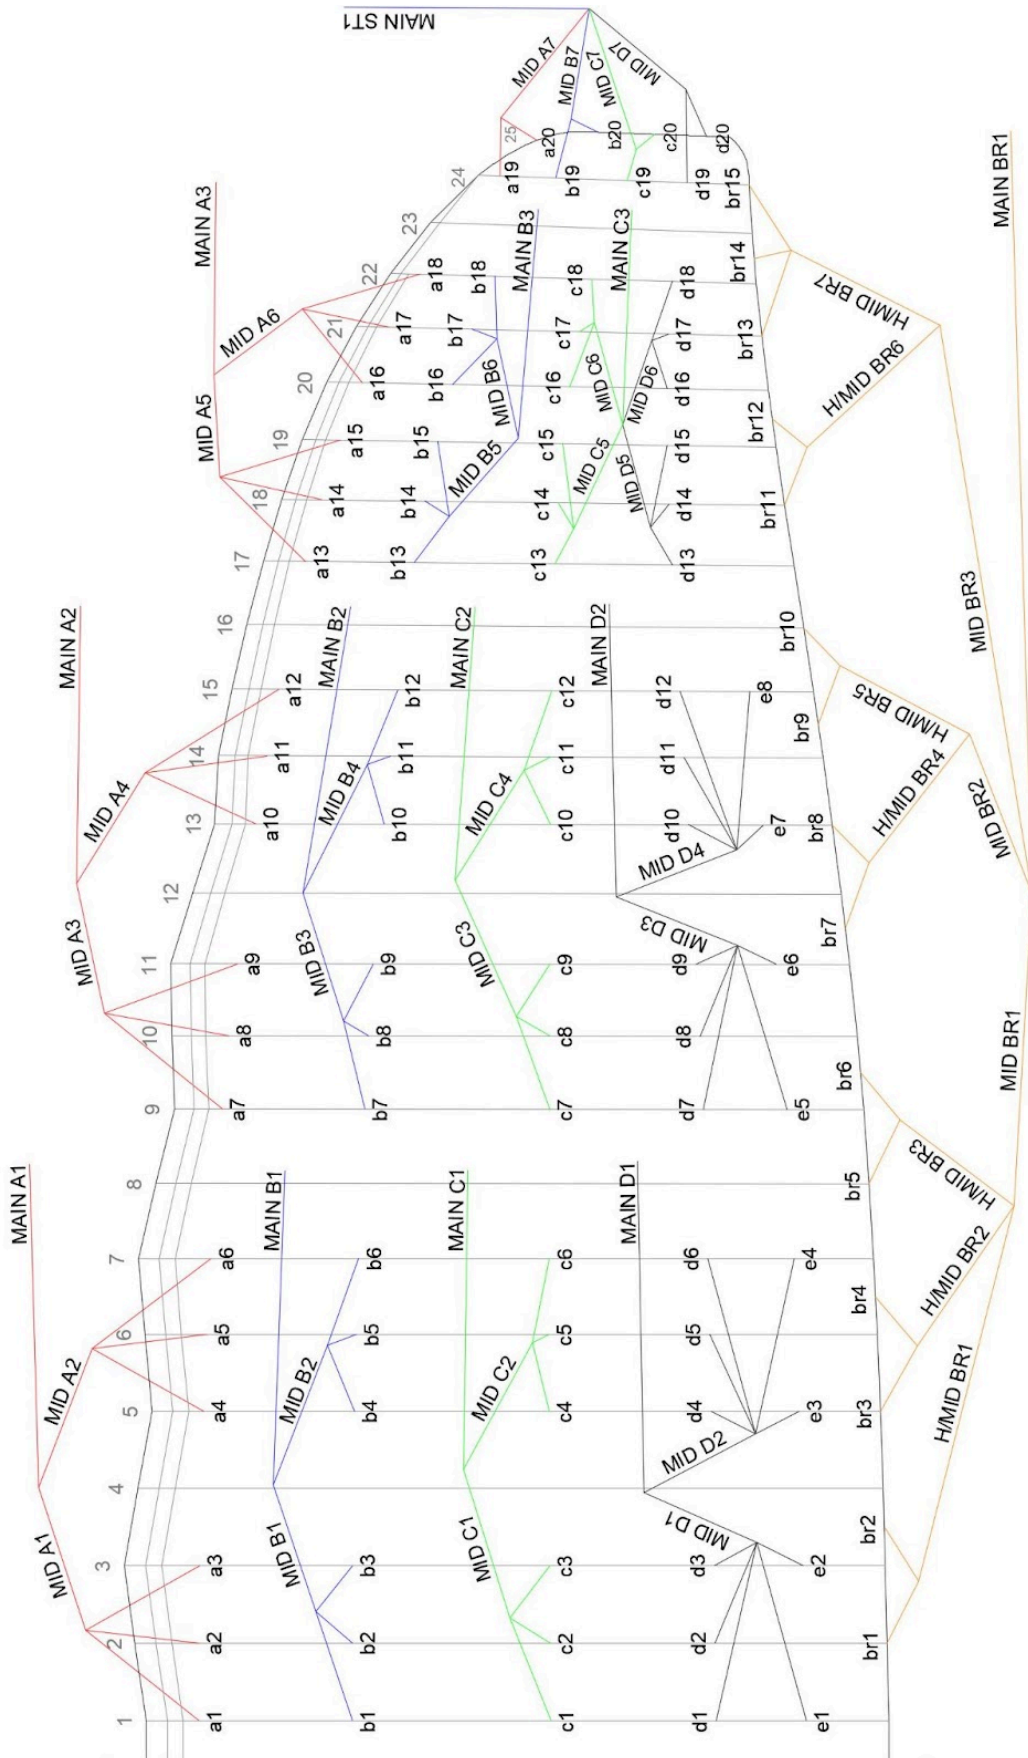 MAIN A1
MAIN A2
MAIN A3
MID A1
MID A2
MID A3
MID A4
MID A5
MID A6
MID A7
1
2
3
4
5
6
7
8
9
10
11
12
13
14
15
16
17
18
19
20
21
22
23
24
25
a1
a2
a3
a4
a5
a6
a7
a8
a9
a10
a11
a12
a13
a14
a15
a16
a17
a18
a19
a20
MAIN B1
MAIN B2
MAIN B3
MAIN ST1
MID B1
MID B2
MID B3
MID B4
MID B5
MID B6
MID B7
b1
b2
b3
b4
b5
b6
b7
b8
b9
b10
b11
b12
b13
b14
b15
b16
b17
b18
b19
b20
MAIN C1
MAIN C2
MAIN C3
MID C1
MID C2
MID C3
MID C4
MID C5
MID C6
MID C7
c1
c2
c3
c4
c5
c6
c7
c8
c9
c10
c11
c12
c13
c14
c15
c16
c17
c18
c19
c20
MAIN D1
MAIN D2
MID D1
MID D2
MID D3
MID D4
MID D5
MID D6
MID D7
d1
d2
d3
d4
d5
d6
d7
d8
d9
d10
d11
d12
d13
d14
d15
d16
d17
d18
d19
d20
e1
e2
e3
e4
e5
e6
e7
e8
br1
br2
br3
br4
br5
br6
br7
br8
br9
br10
br11
br12
br13
br14
br15
H/MID BR1
H/MID BR2
H/MID BR3
H/MID BR4
H/MID BR5
H/MID BR6
H/MID BR7
MID BR1
MID BR2
MID BR3
MAIN BR1